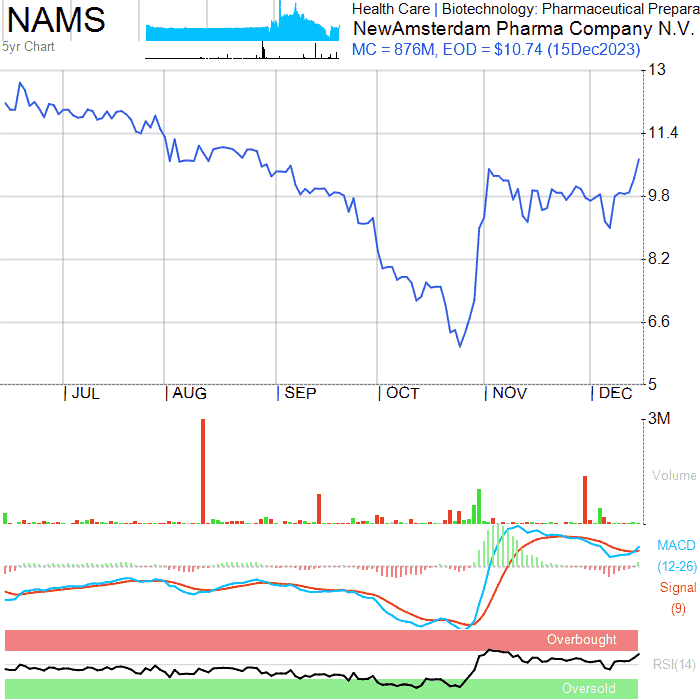 NAMS
5yr Chart
Health Care | Biotechnology: Pharmaceutical Prepara
NewAmsterdam Pharma Company N.V.
MC = 876M, EOD = $10.74 (15Dec2023)
13
11.4
9.8
8.2
6.6
5
JUL AUG SEP OCT NOV DEC
3M
Volume
MACD
(12-26)
Signal
(9)
Overbought
RSI(14)
Oversold